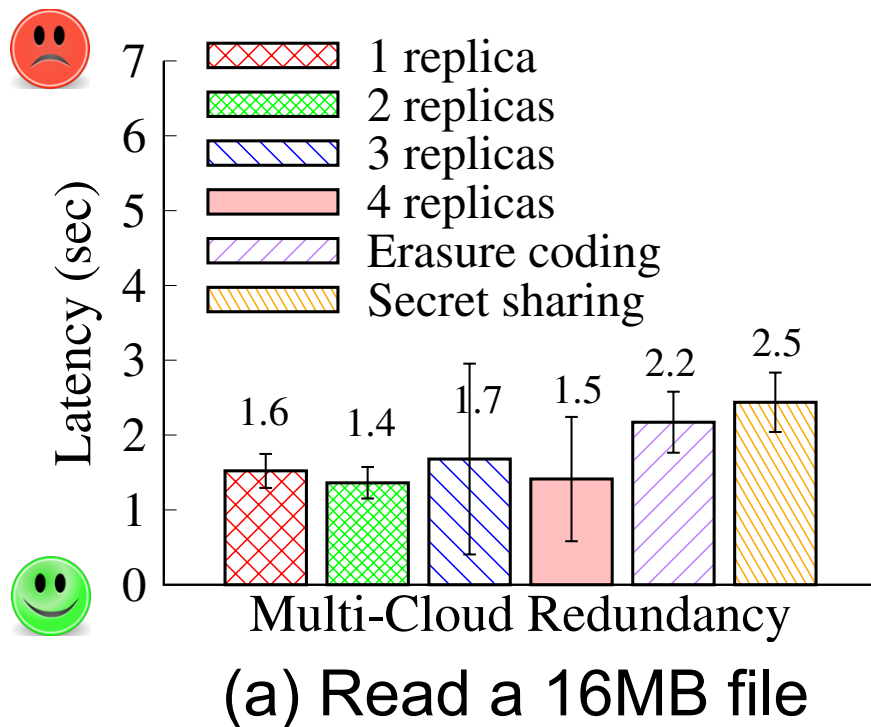 7
6
5
4
3
2
1
0
Latency (sec)
1 replica
2 replicas
3 replicas
4 replicas
Erasure coding
Secret sharing
1.6
1.4
1.7
1.5
2.2
2.5
Multi-Cloud Redundancy
(a) Read a 16MB file